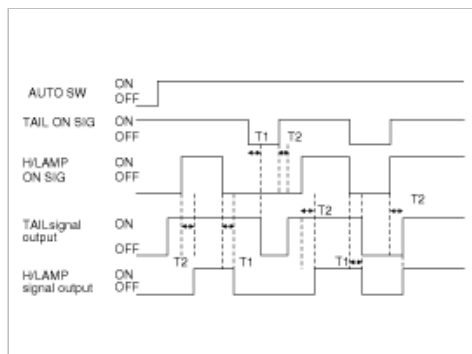 AUTO SW
ON
OFF
TAIL ON SIG
ON
OFF
T1
T2
H/LAMP
ON SIG
ON
OFF
T2
T2
TAILsignal
output
ON
OFF
T2
T1
T1
H/LAMP
signal output
ON
OFF